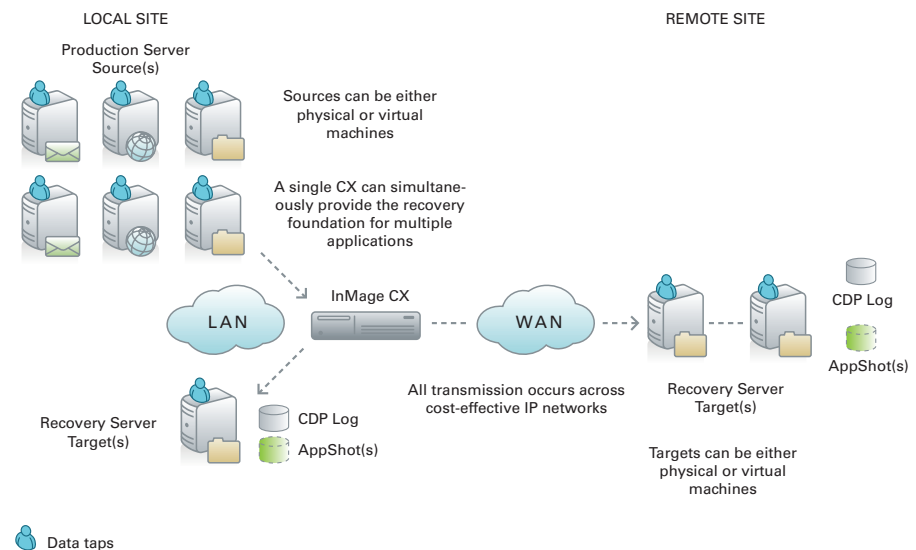 LOCAL SITE
REMOTE SITE
Production Server
Source(s)
Sources can be either
physical or virtual
machines
A single CX can simultane-
ously provide the recovery
foundation for multiple
applications
InMage CX
LAN
WAN
CDP Log
AppShot(s)
All transmission occurs across
cost-effective IP networks
Recovery Server
Target(s)
Recovery Server
Target(s)
CDP Log
AppShot(s)
Targets can be either
physical or virtual
machines
Data taps